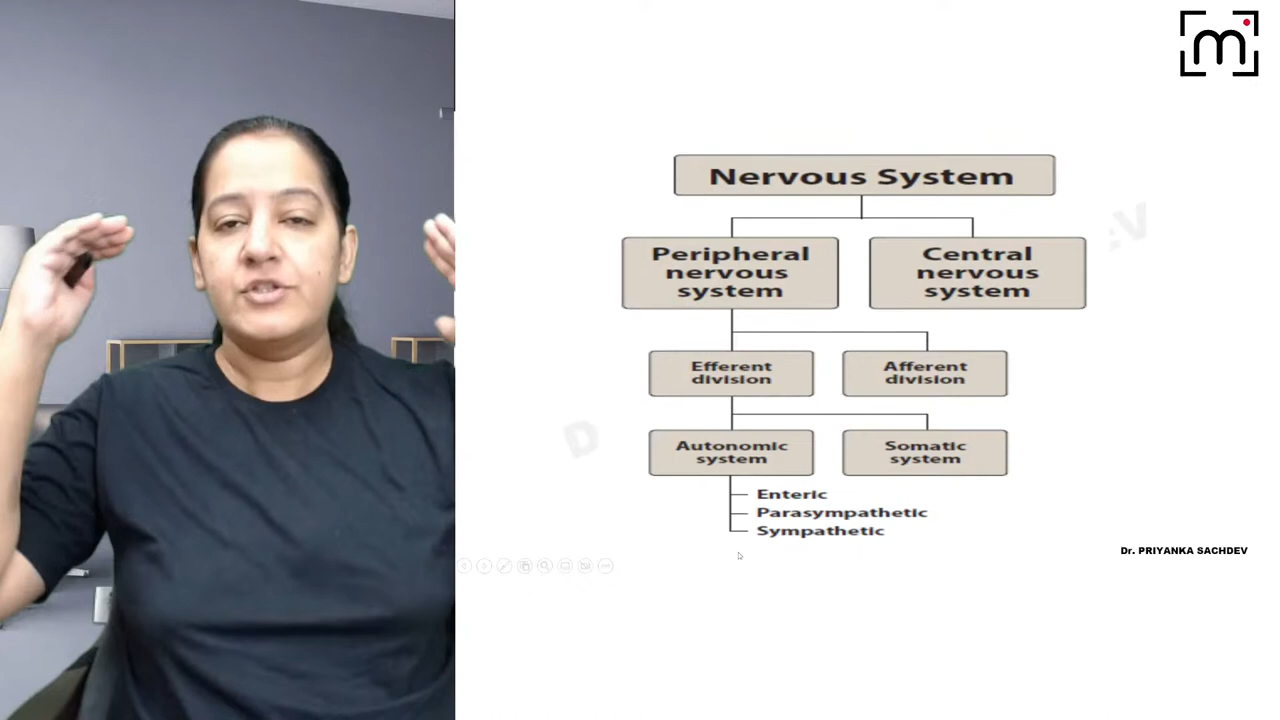 Nervous System
Peripheral
nervous
system
Central
nervous
system
Efferent
division
Afferent
division
Autonomic
system
Somatic
system
Enteric
Parasympathetic
Sympathetic
Dr. PRIYANKA SACHDEV
m
D
EV